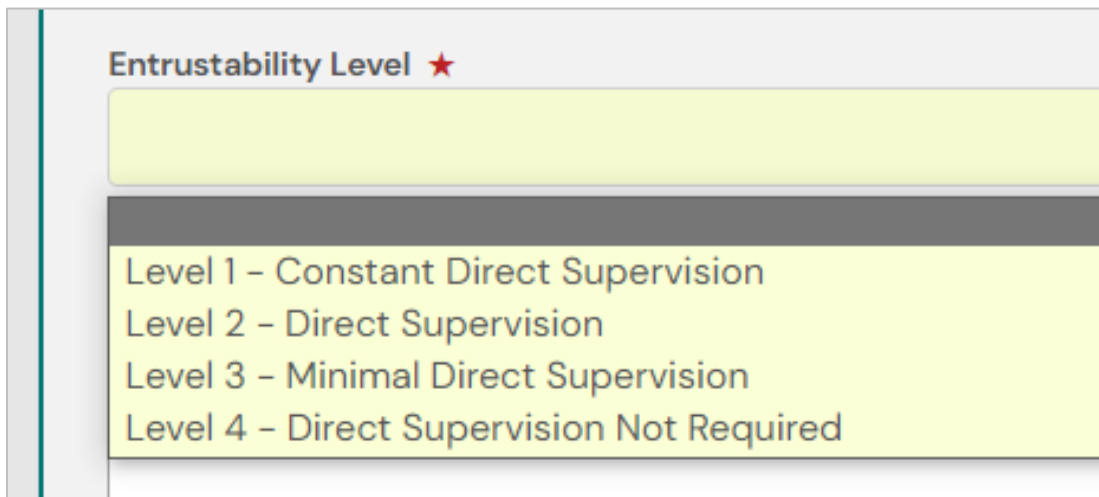 Entrustability Level ★
Level 1 – Constant Direct Supervision
Level 2 – Direct Supervision
Level 3 – Minimal Direct Supervision
Level 4 – Direct Supervision Not Required